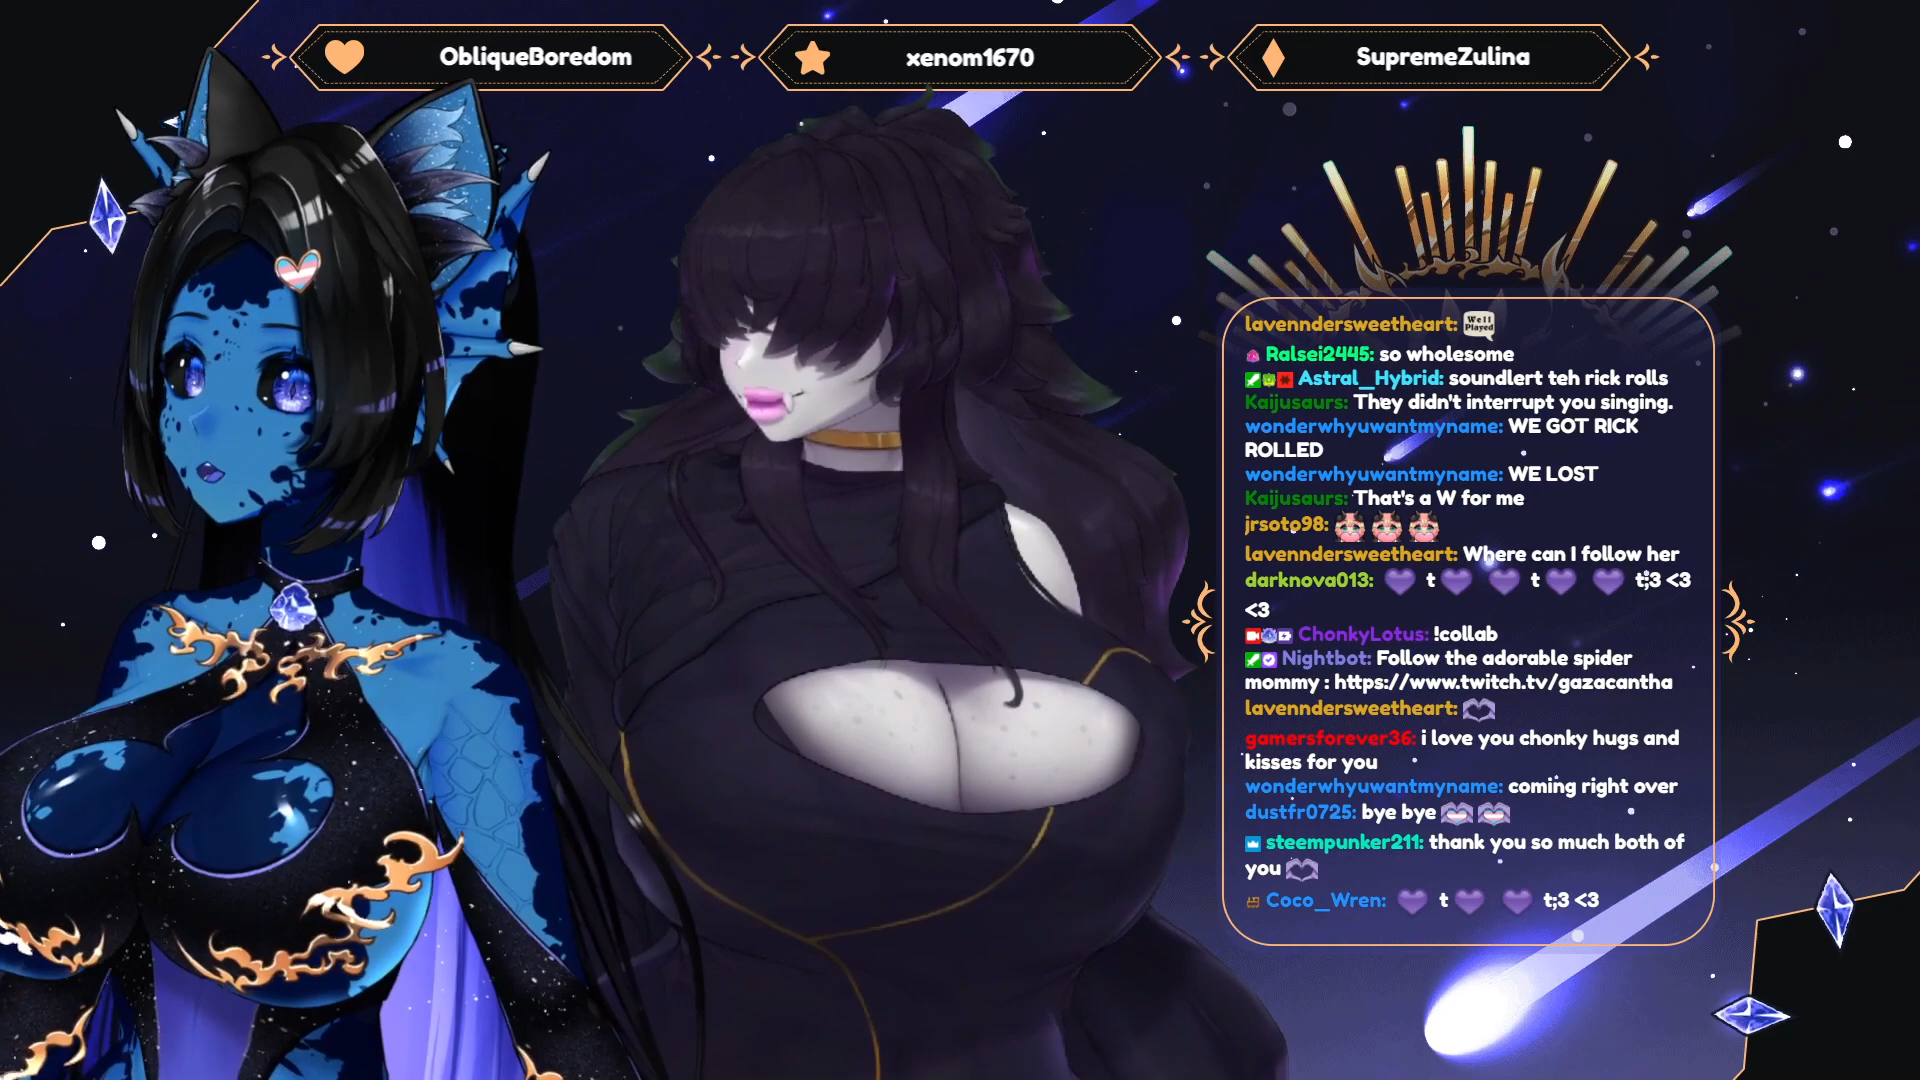 ObliqueBoredom
xenom1670
SupremeZulina
lavenndersweetheart: Well Played
Ralsei2445: so wholesome
Astral_Hybrid: soundlert teh rick rolls
Kaijusaurs: They didn't interrupt you singing.
wonderwhyuwantmyname: WE GOT RICK
ROLLED
wonderwhyuwantmyname: WE LOST
Kaijusaurs: That's a W for me
jrsoto98:
lavenndersweetheart: Where can I follow her
darknova013: t t t;3 <3
<3
ChonkyLotus: !collab
Nightbot: Follow the adorable spider
mommy : https://www.twitch.tv/gazacantha
lavenndersweetheart:
gamersforever36: i love you chonky hugs and
kisses for you
wonderwhyuwantmyname: coming right over
dustfr0725: bye bye
steempunker211: thank you so much both of
you
Coco_Wren: t t;3 <3